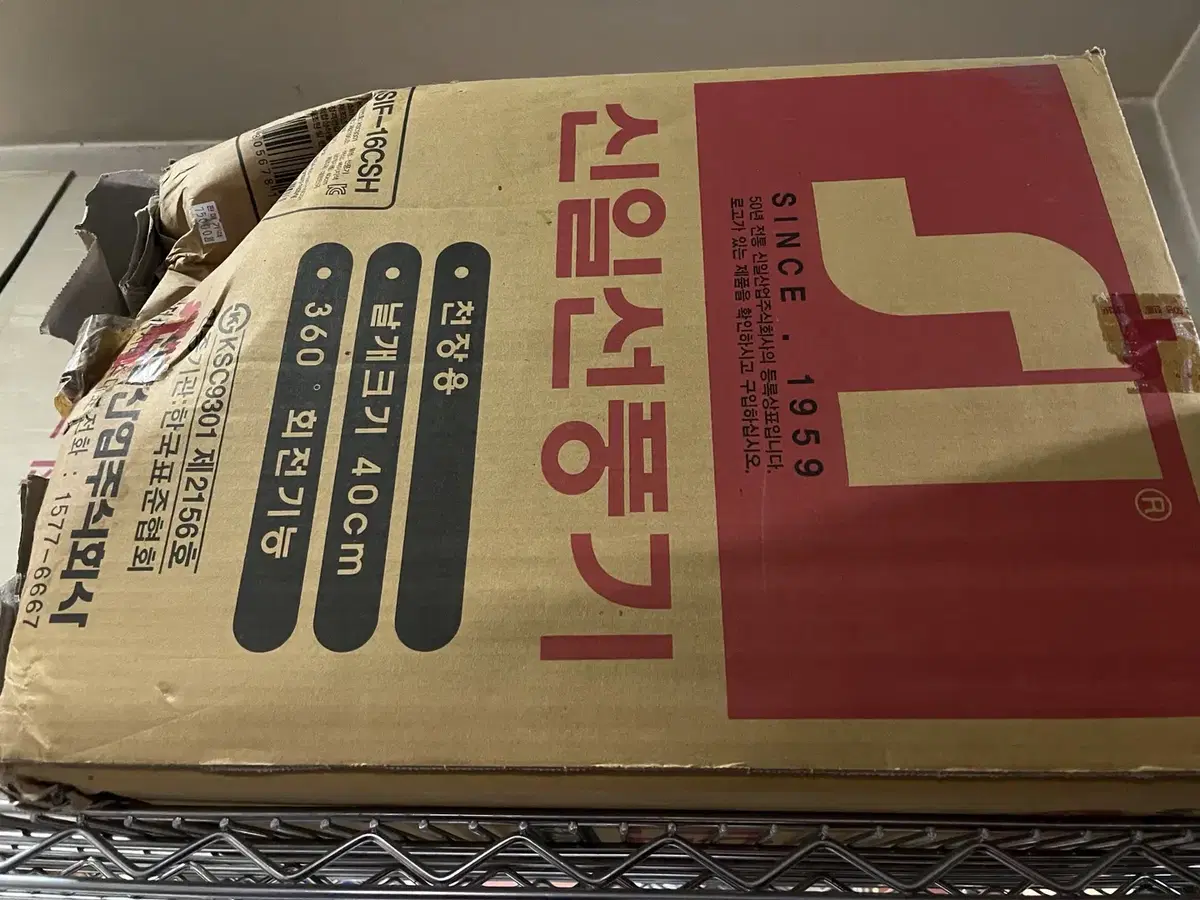 SINCE. 1959
50년 전통 신일산업주식회사의 등록상표입니다.
로고가 있는 제품을 확인하시고 구입하십시오.
®
신일선풍기
천장용
날개크기 40cm
360° 회전기능
SIF-16CSH
KSC9301 제2156호
기관:한국표준협회
산업주식회사
전화 : 1577-6667